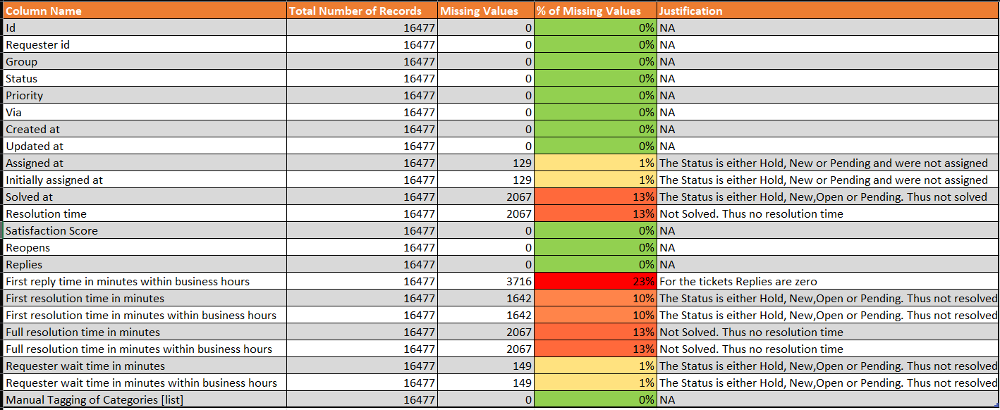 Column Name Total Number of Records Missing Values % of Missing Values Justification
Id 16477 0 0% NA
Requester id 16477 0 0% NA
Group 16477 0 0% NA
Status 16477 0 0% NA
Priority 16477 0 0% NA
Via 16477 0 0% NA
Created at 16477 0 0% NA
Updated at 16477 0 0% NA
Assigned at 16477 129 1% The Status is either Hold, New or Pending and were not assigned
Initially assigned at 16477 129 1% The Status is either Hold, New or Pending and were not assigned
Solved at 16477 2067 13% The Status is either Hold, New,Open or Pending. Thus not solved
Resolution time 16477 2067 13% Not Solved. Thus no resolution time
Satisfaction Score 16477 0 0% NA
Reopens 16477 0 0% NA
Replies 16477 0 0% NA
First reply time in minutes within business hours 16477 3716 23% For the tickets Replies are zero
First resolution time in minutes 16477 1642 10% The Status is either Hold, New,Open or Pending. Thus not resolved
First resolution time in minutes within business hours 16477 1642 10% The Status is either Hold, New,Open or Pending. Thus not resolved
Full resolution time in minutes 16477 2067 13% Not Solved. Thus no resolution time
Full resolution time in minutes within business hours 16477 2067 13% Not Solved. Thus no resolution time
Requester wait time in minutes 16477 149 1% The Status is either Hold, New,Open or Pending. Thus not resolved
Requester wait time in minutes within business hours 16477 149 1% The Status is either Hold, New,Open or Pending. Thus not resolved
Manual Tagging of Categories [list] 16477 0 0% NA